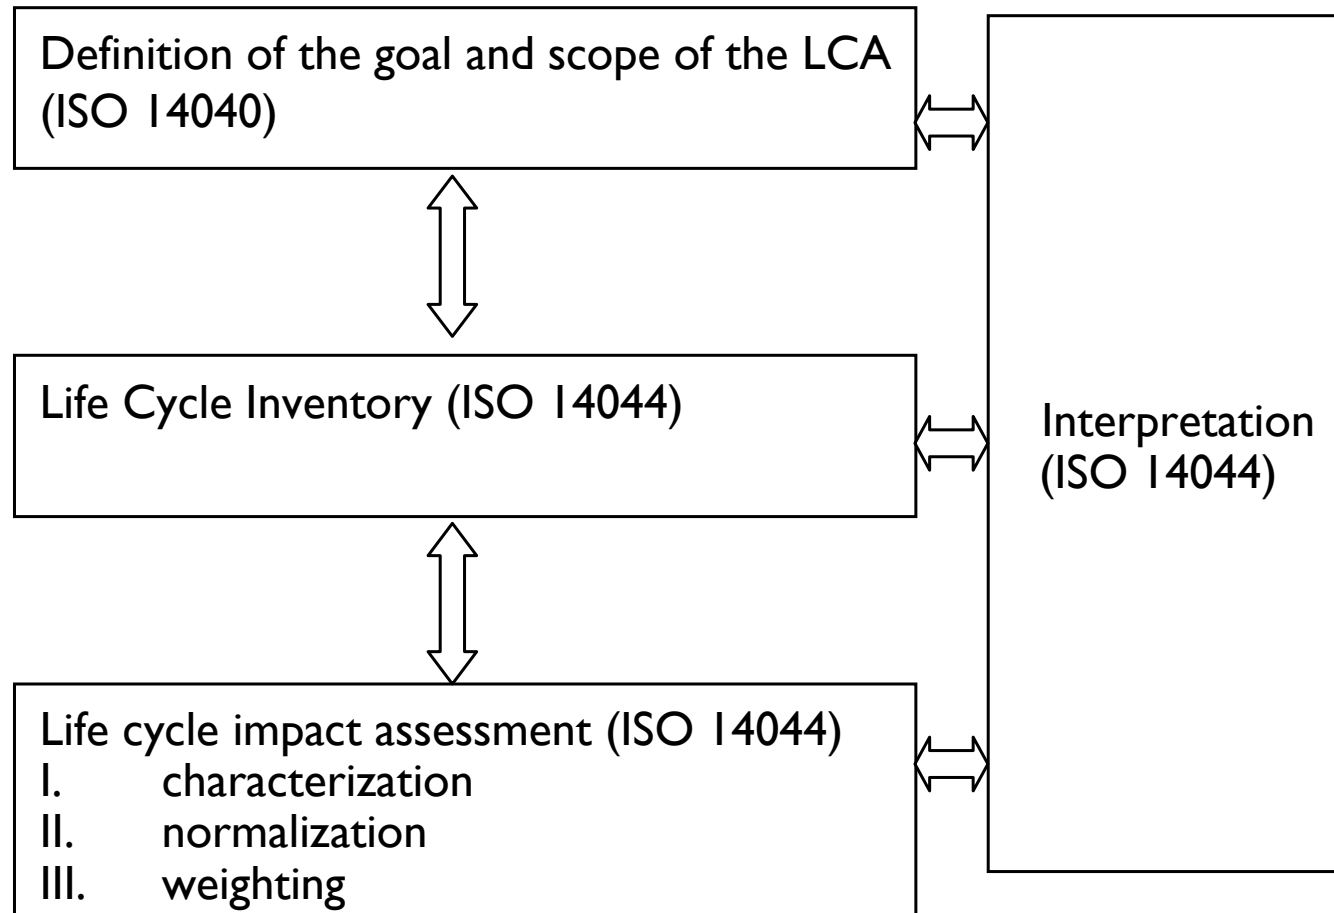 Definition of the goal and scope of the LCA
(ISO 14040)
Life Cycle Inventory (ISO 14044)
Interpretation
(ISO 14044)
Life cycle impact assessment (ISO 14044)
I. characterization
II. normalization
III. weighting